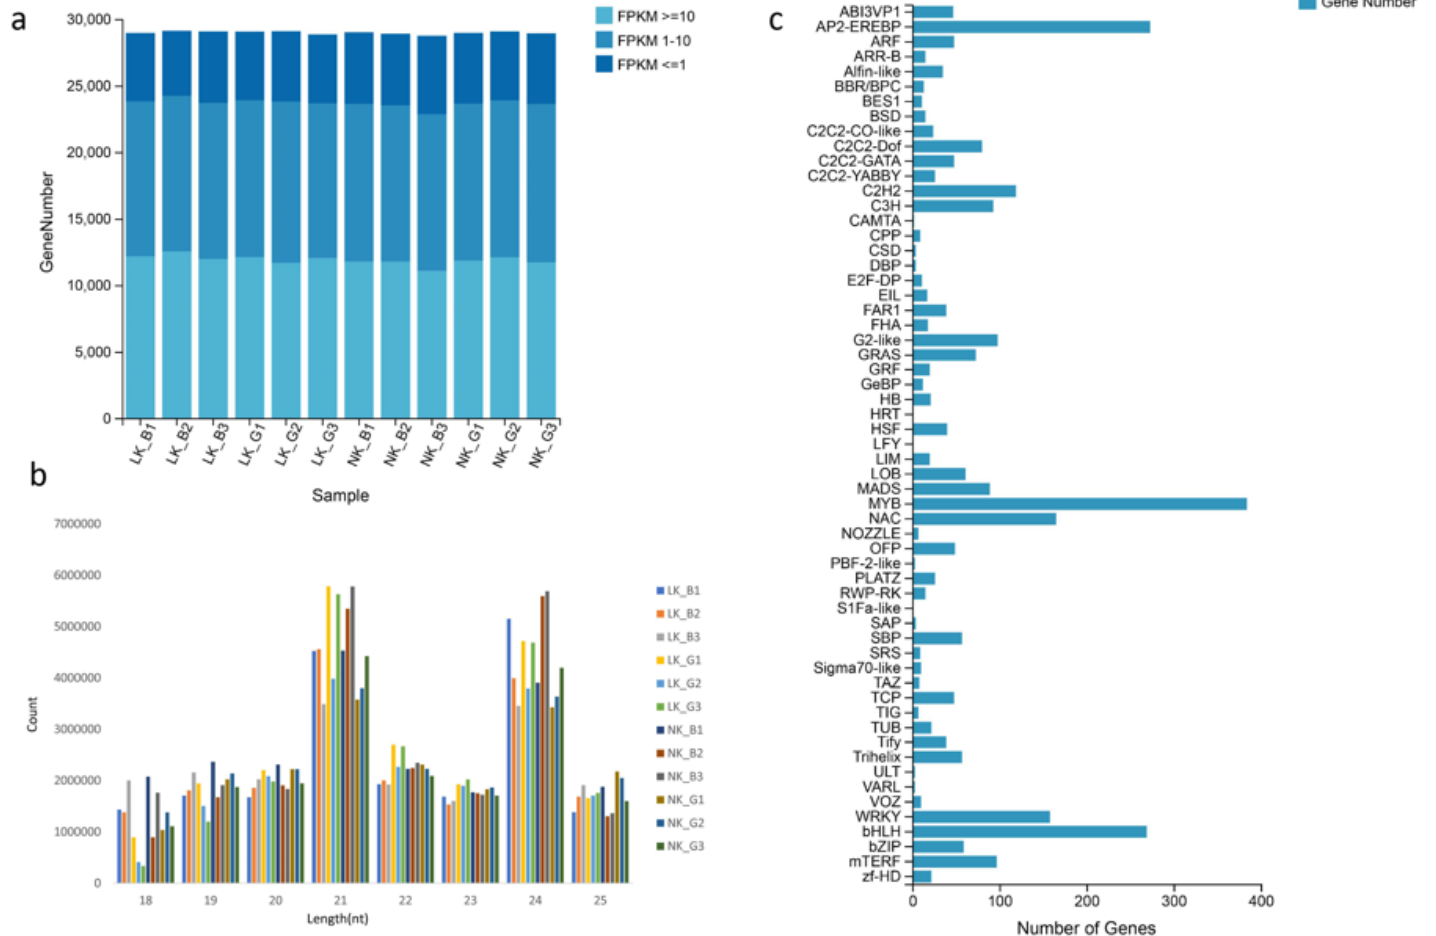 a
30,000
25,000
20,000
15,000
10,000
5,000
0
GeneNumber
LK_B1
LK_B2
LK_B3
LK_G1
LK_G2
LK_G3
NK_B1
NK_B2
NK_B3
NK_G1
NK_G2
NK_G3
Sample
FPKM >=10
FPKM 1-10
FPKM <=1
b
7000000
6000000
5000000
4000000
3000000
2000000
1000000
0
Count
18 19 20 21 22 23 24 25
Length(nt)
LK_B1
LK_B2
LK_B3
LK_G1
LK_G2
LK_G3
NK_B1
NK_B2
NK_B3
NK_G1
NK_G2
NK_G3
c
Gene Number
ABI3VP1
AP2-EREBP
ARF
ARR-B
Alfin-like
BBR/BPC
BES1
BSD
C2C2-CO-like
C2C2-Dof
C2C2-GATA
C2C2-YABBY
C2H2
C3H
CAMTA
CPP
CSD
DBP
E2F-DP
EIL
FAR1
FHA
G2-like
GRAS
GRF
GeBP
HB
HRT
HSF
LFY
LIM
LOB
MADS
MYB
NAC
NOZZLE
OFP
PBF-2-like
PLATZ
RWP-RK
S1Fa-like
SAP
SBP
SRS
Sigma70-like
TAZ
TCP
TIG
TUB
Tify
Trihelix
ULT
VARL
VOZ
WRKY
bHLH
bZIP
mTERF
zf-HD
0 100 200 300 400
Number of Genes